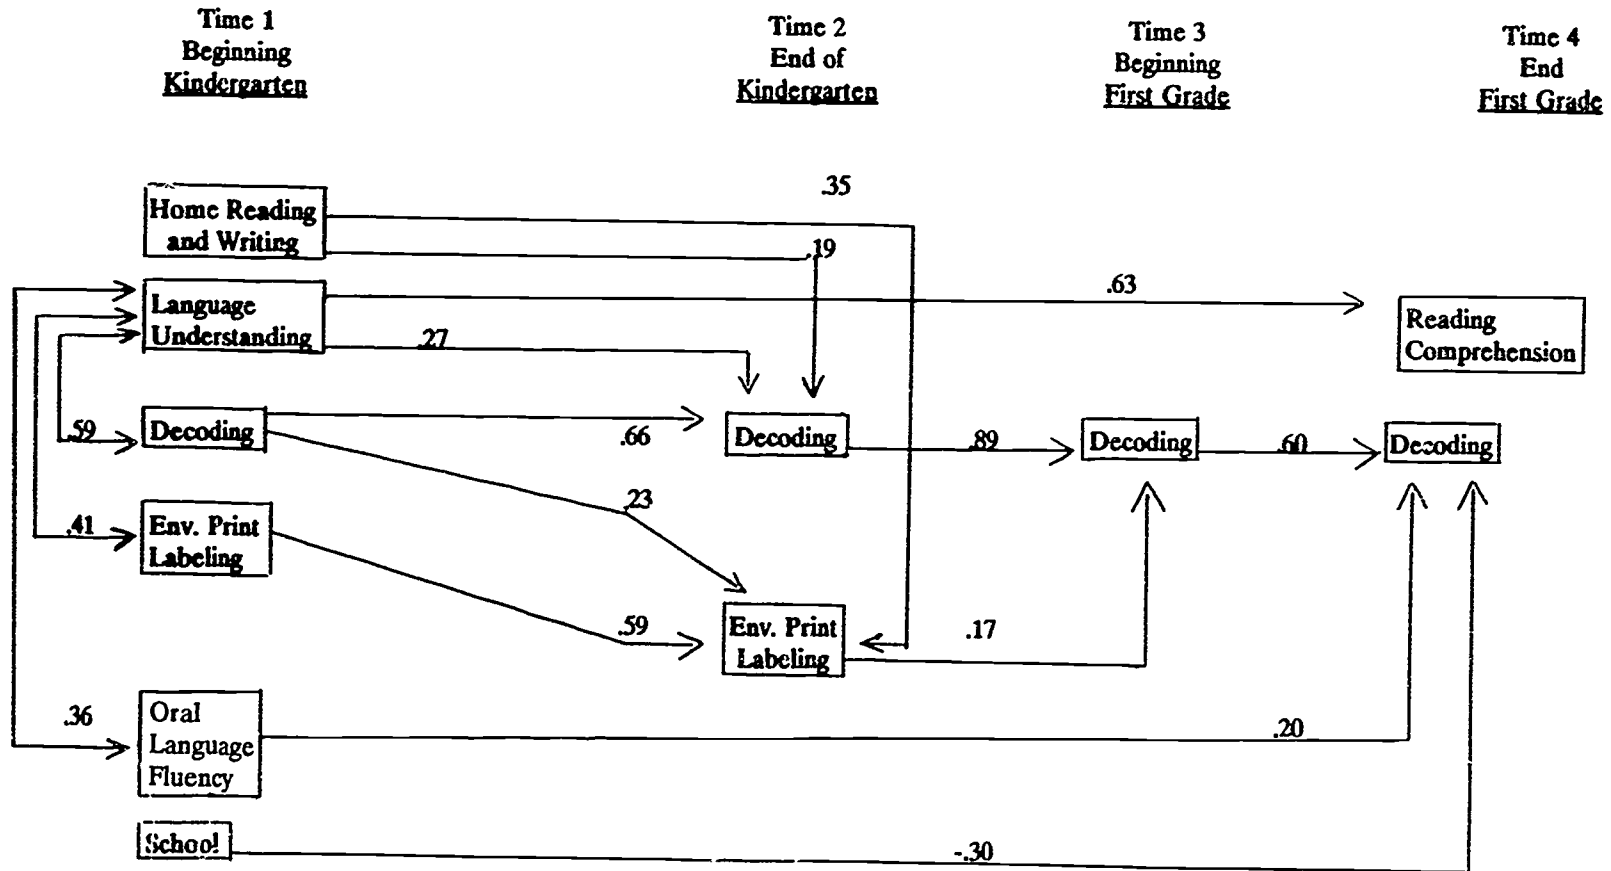 Time 1
Beginning
Kindergarten
Time 2
End of
Kindergarten
Time 3
Beginning
First Grade
Time 4
End
First Grade
Home Reading
and Writing
.35
.19
Language
Understanding
.63
.27
Reading
Comprehension
.59
Decoding
.66
Decoding
.89
Decoding
.60
Decoding
.23
.41
Env. Print
Labeling
.59
Env. Print
Labeling
.17
.36
Oral
Language
Fluency
.20
School
-.30